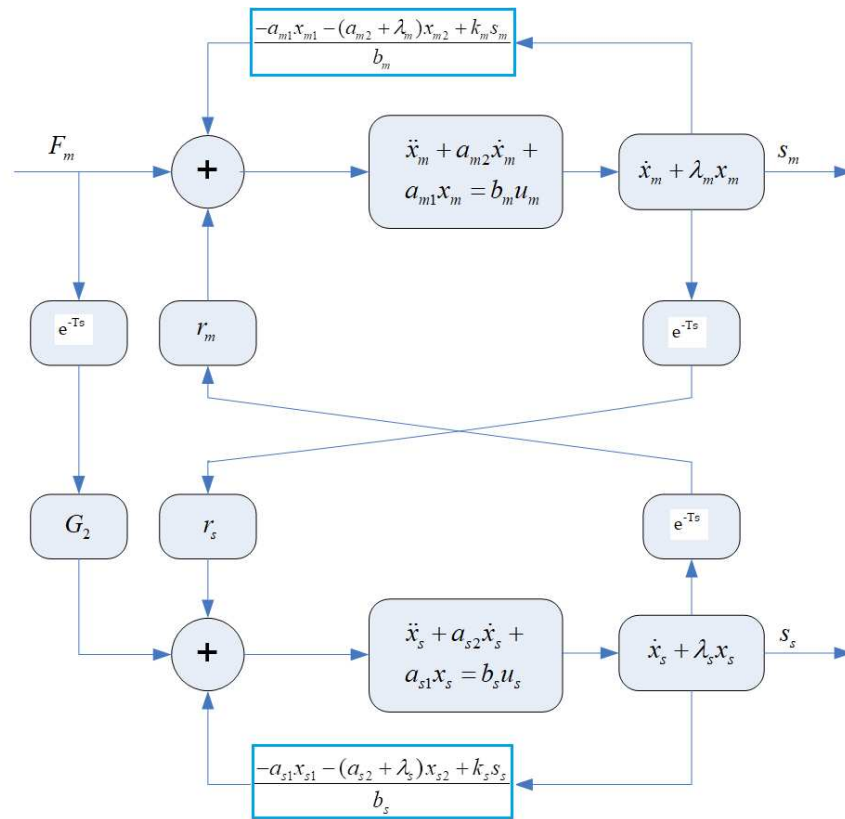 −a_{m1}x_{m1} − (a_{m2} + λ_m)x_{m2} + k_m s_m
b_m
F_m
+
ẍ_m + a_{m2}ẋ_m +
a_{m1}x_m = b_m u_m
ẋ_m + λ_m x_m
s_m
e^{-Ts}
r_m
e^{-Ts}
G_2
r_s
e^{-Ts}
+
ẍ_s + a_{s2}ẋ_s +
a_{s1}x_s = b_s u_s
ẋ_s + λ_s x_s
s_s
−a_{s1}x_{s1} − (a_{s2} + λ_s)x_{s2} + k_s s_s
b_s